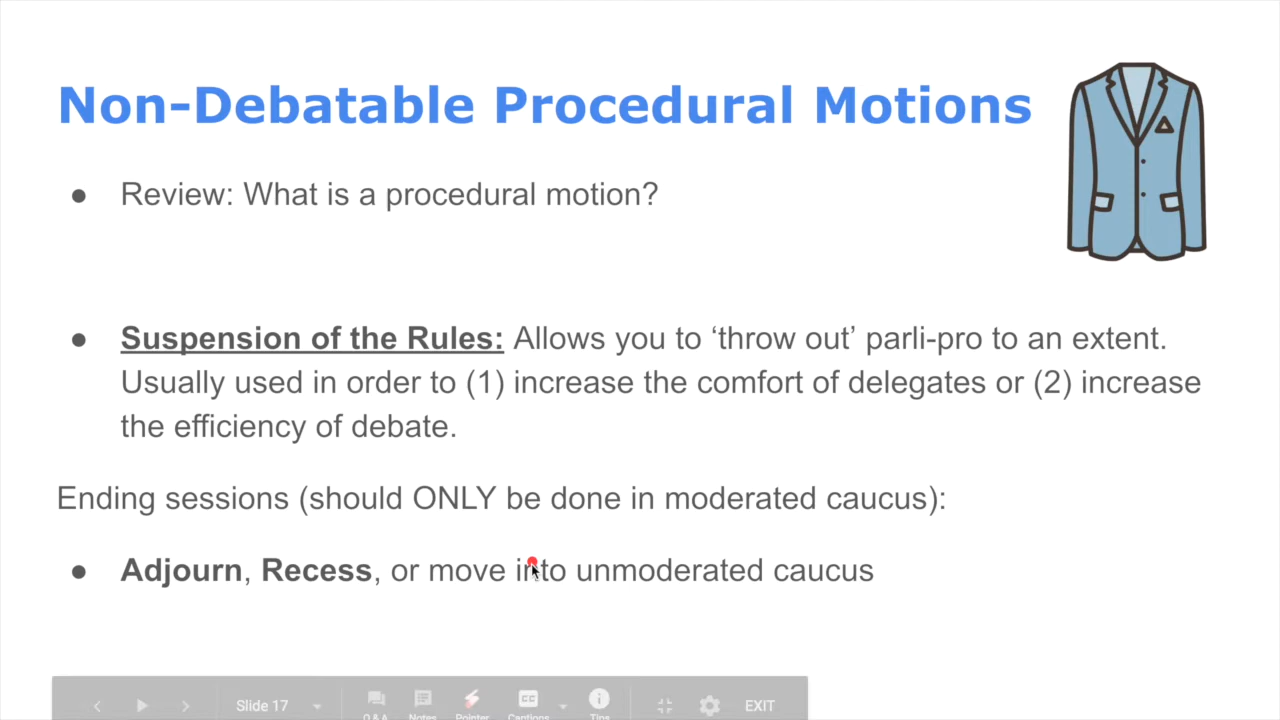 Non-Debatable Procedural Motions
● Review: What is a procedural motion?
● Suspension of the Rules: Allows you to ‘throw out’ parli-pro to an extent.
Usually used in order to (1) increase the comfort of delegates or (2) increase
the efficiency of debate.
Ending sessions (should ONLY be done in moderated caucus):
● Adjourn, Recess, or move into unmoderated caucus
Slide 17
CC
EXIT
Q&A Notes Pointer Captions Tips